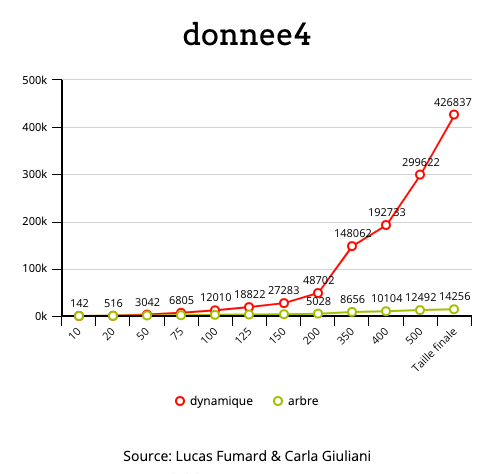 donnee4
500k
400k
300k
200k
100k
0k
142 516 3042 6805 12010 18822 27283 48702 148062 192733 299622 426837
5028 8656 10104 12492 14256
10 20 50 75 100 125 150 200 350 400 500 Taille finale
dynamique arbre
Source: Lucas Fumard & Carla Giuliani